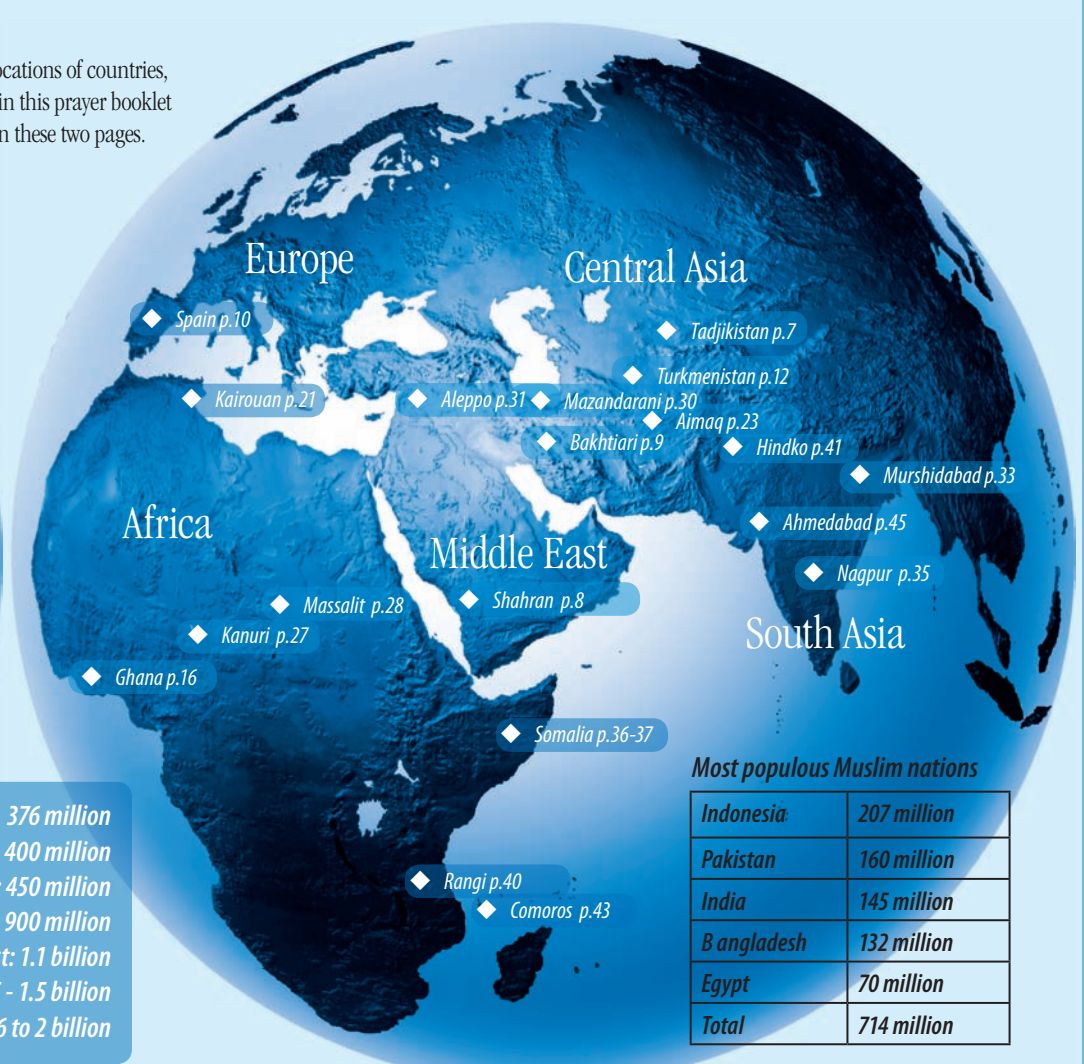 of countries,
in this prayer booklet
these two pages.
Europe
Central Asia
Spain p.10
Tadjikistan p.7
Turkmenistan p.12
Kairouan p.21
Aleppo p.31
Mazandarani p.30
Aimaq p.23
Bakhtiari p.9
Hindko p.41
Murshidabad p.33
Africa
Ahmedabad p.45
Middle East
Nagpur p.35
Massalit p.28
Shahran p.8
Kanuri p.27
South Asia
Ghana p.16
Somalia p.36-37
Rangi p.40
Comoros p.43
376 million
400 million
450 million
900 million
1.1 billion
- 1.5 billion
to 2 billion
Most populous Muslim nations
Indonesia 207 million
Pakistan 160 million
India 145 million
B angladesh 132 million
Egypt 70 million
Total 714 million